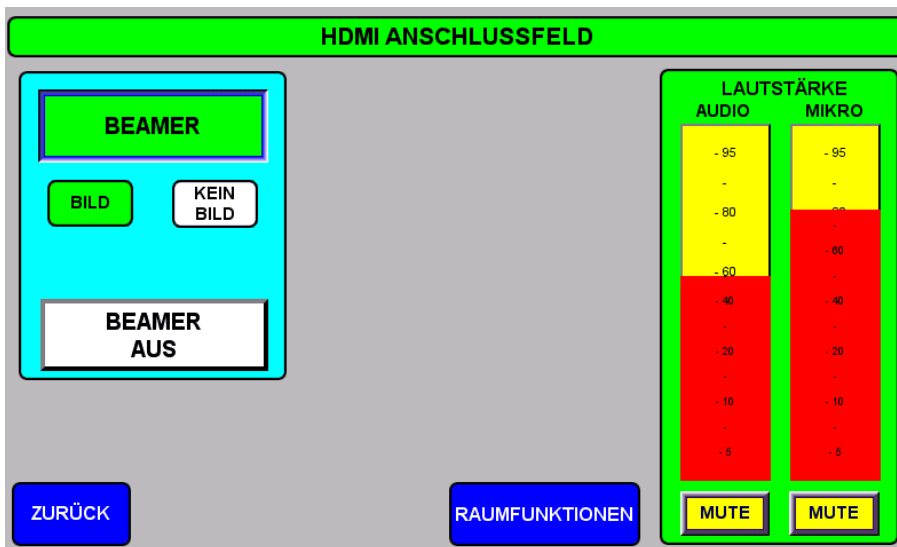 HDMI ANSCHLUSSFELD
BEAMER
BILD
KEIN
BILD
BEAMER
AUS
LAUTSTÄRKE
AUDIO MIKRO
- 95 - 95
- -
- 80
- -
- 60 - 60
-
- 40 - 40
- -
- 20 - 20
- -
- 10 - 10
- -
- 5 - 5
MUTE MUTE
ZURÜCK
RAUMFUNKTIONEN